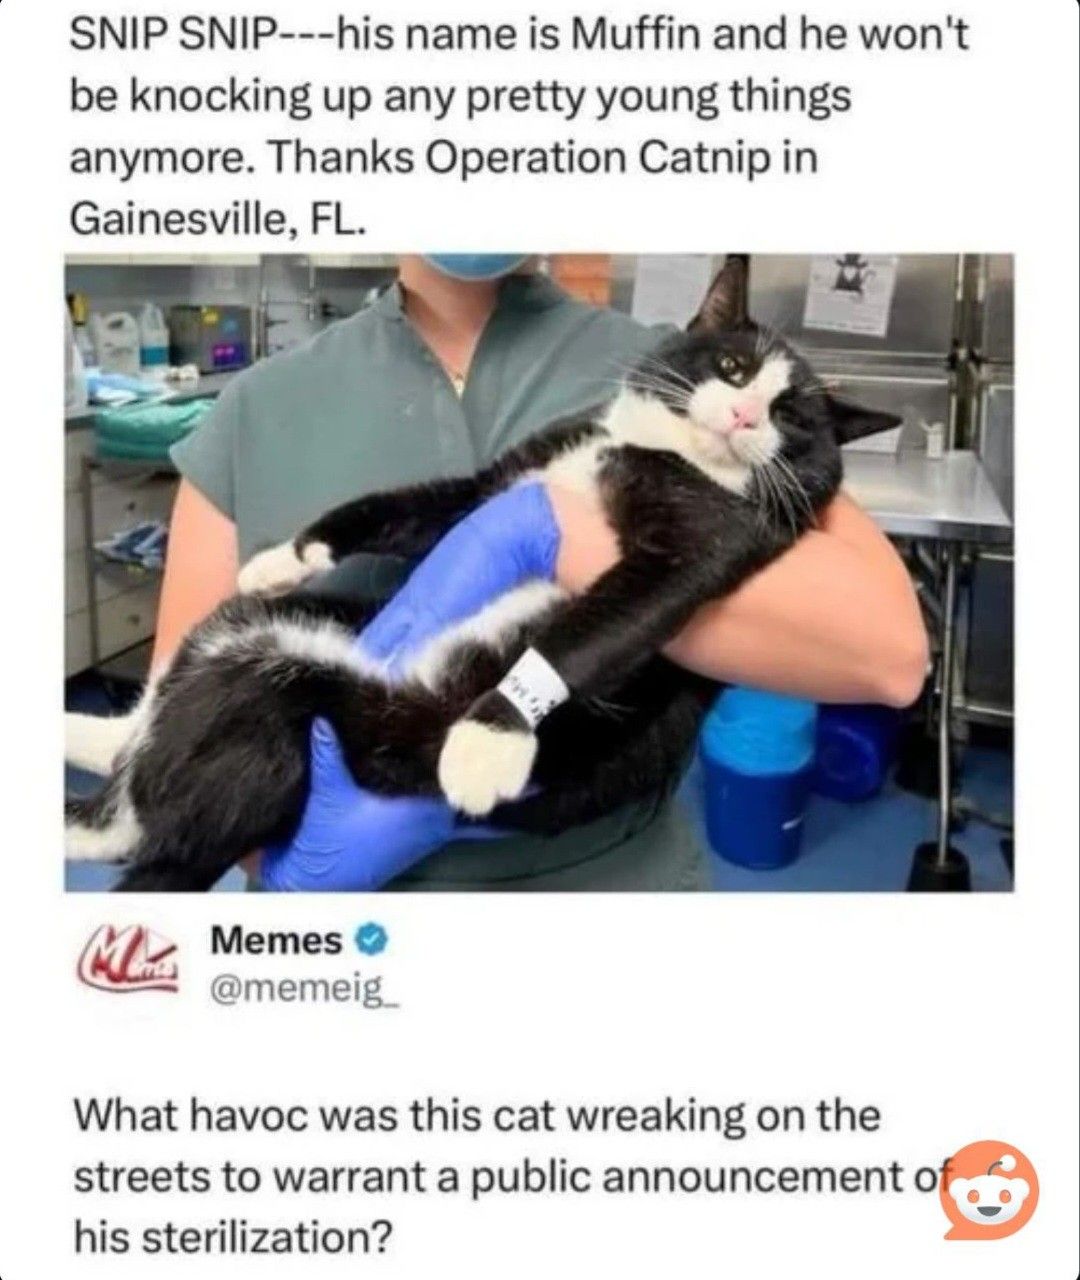 SNIP SNIP---his name is Muffin and he won't
be knocking up any pretty young things
anymore. Thanks Operation Catnip in
Gainesville, FL.
Memes
@memeig_
What havoc was this cat wreaking on the
streets to warrant a public announcement of
his sterilization?